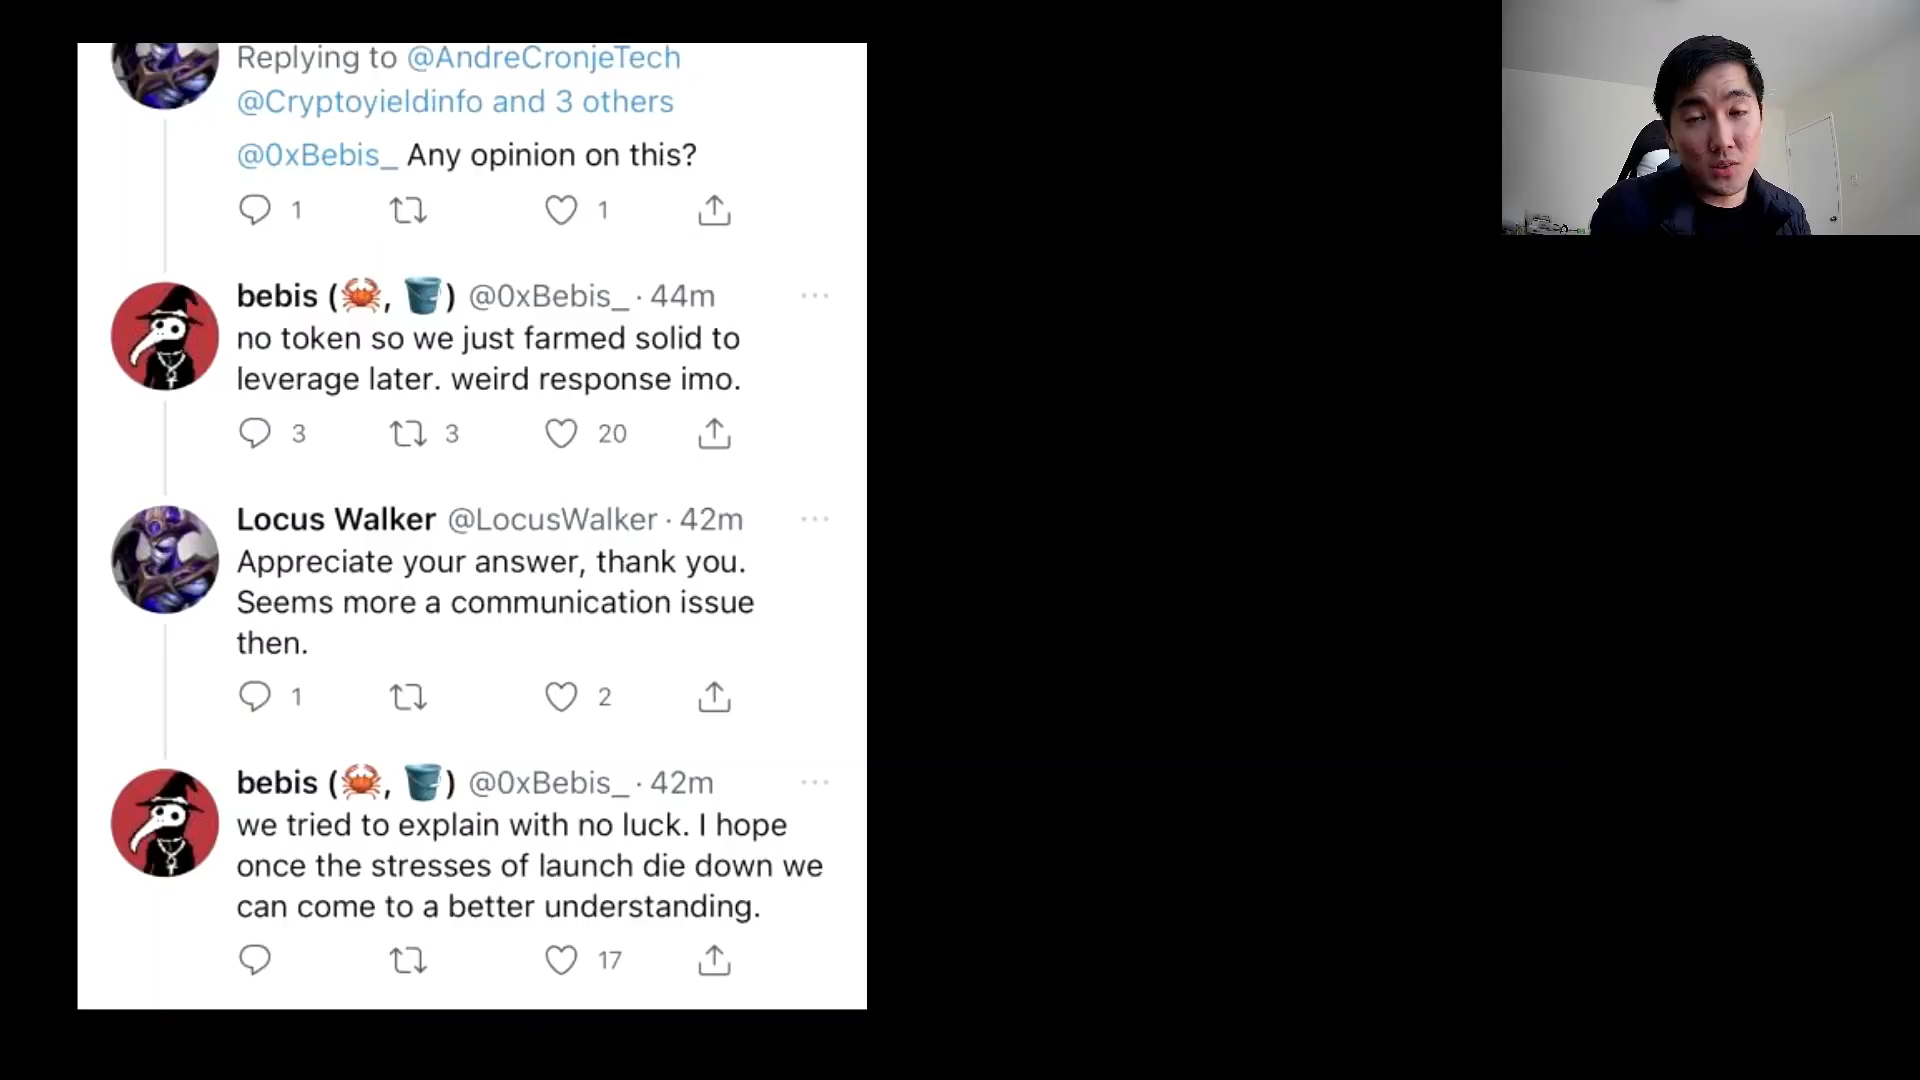 Replying to @AndreCronjeTech
@Cryptoyieldinfo and 3 others
@0xBebis_ Any opinion on this?
1 1
bebis (🦀, 🪣) @0xBebis_ · 44m
no token so we just farmed solid to
leverage later. weird response imo.
3 3 20
Locus Walker @LocusWalker · 42m
Appreciate your answer, thank you.
Seems more a communication issue
then.
1 2
bebis (🦀, 🪣) @0xBebis_ · 42m
we tried to explain with no luck. I hope
once the stresses of launch die down we
can come to a better understanding.
17